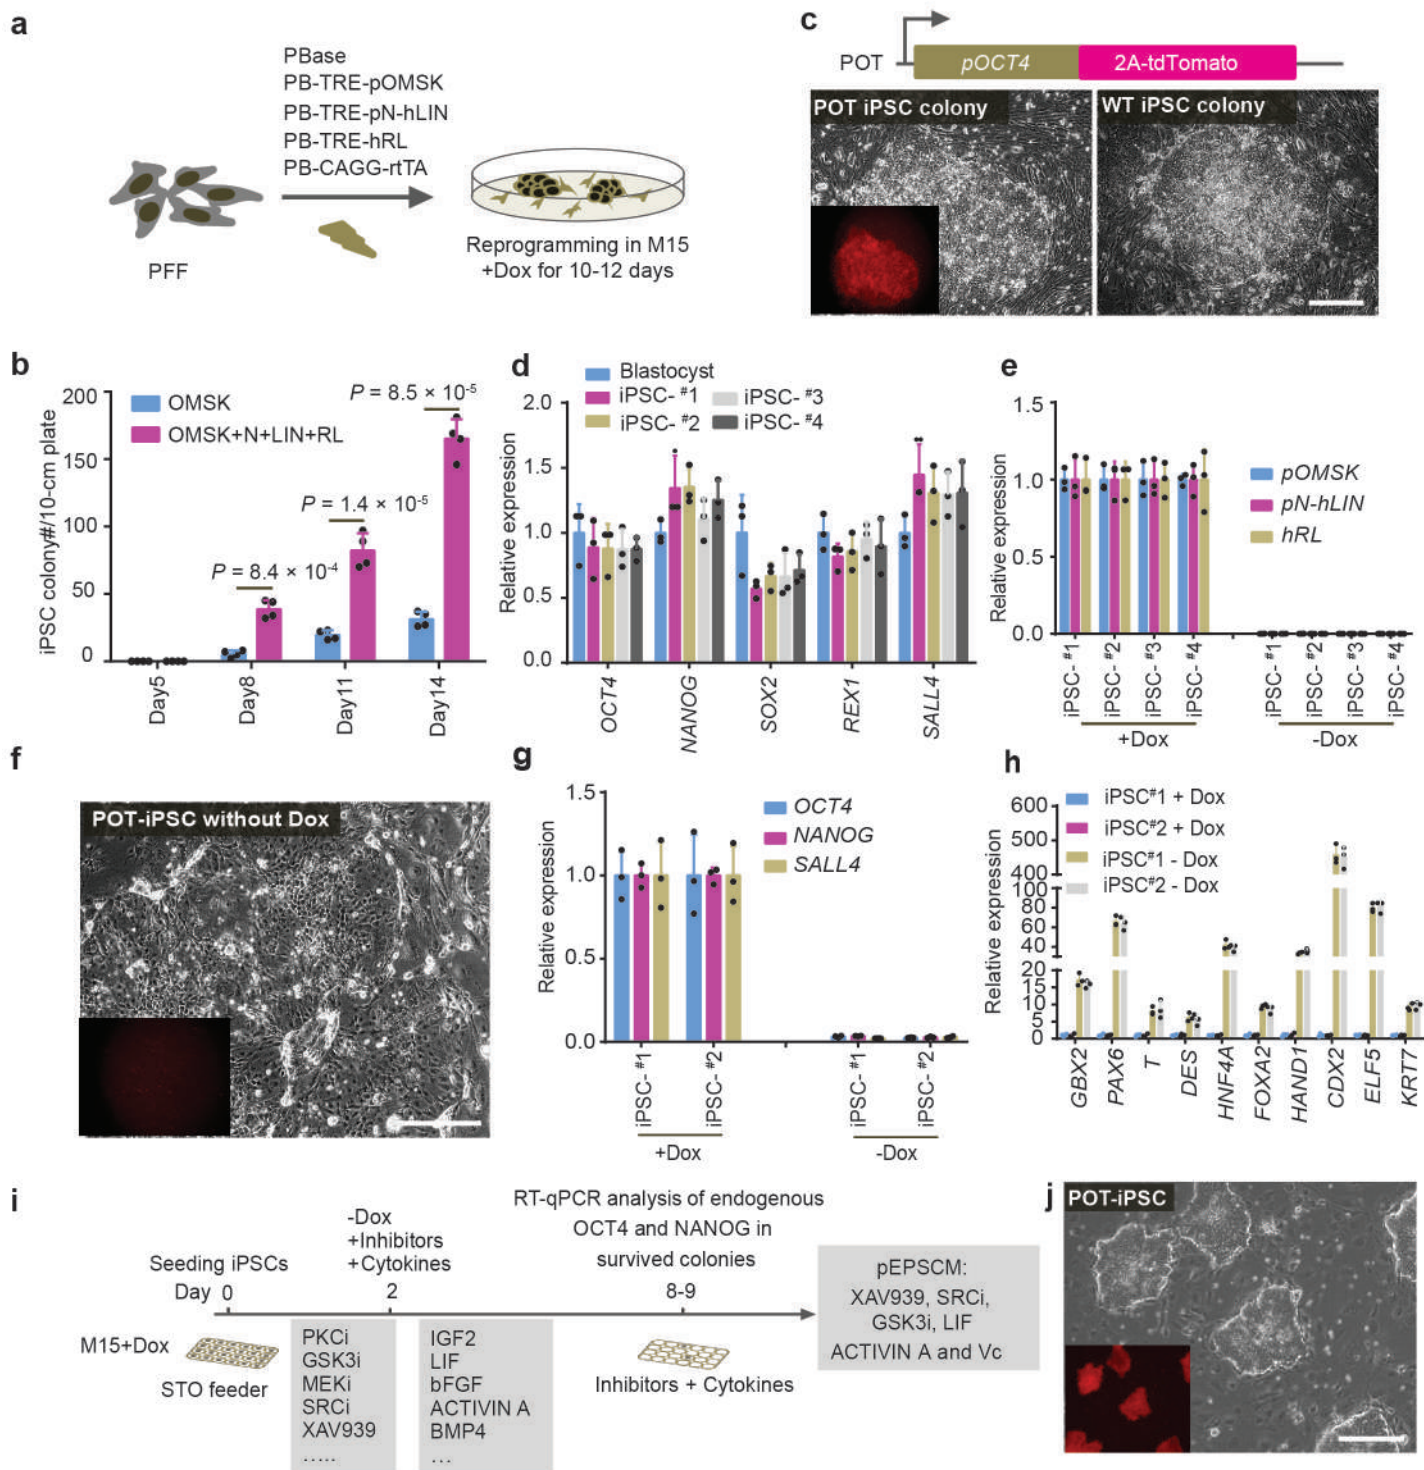 a
PBase
PB-TRE-pOMSK
PB-TRE-pN-hLIN
PB-TRE-hRL
PB-CAGG-rtTA
PFF
Reprogramming in M15
+Dox for 10-12 days
c
POT
pOCT4
2A-tdTomato
POT iPSC colony
WT iPSC colony
b
iPSC colony#/10-cm plate
200
150
100
50
0
OMSK
OMSK+N+LIN+RL
P = 8.4 × 10-4
P = 1.4 × 10-5
P = 8.5 × 10-5
Day5
Day8
Day11
Day14
d
Blastocyst
iPSC- #1
iPSC- #2
iPSC- #3
iPSC- #4
Relative expression
2.0
1.5
1.0
0.5
0.0
OCT4
NANOG
SOX2
REX1
SALL4
e
Relative expression
1.5
1.0
0.5
0.0
pOMSK
pN-hLIN
hRL
iPSC- #1
iPSC- #2
iPSC- #3
iPSC- #4
iPSC- #1
iPSC- #2
iPSC- #3
iPSC- #4
+Dox
-Dox
f
POT-iPSC without Dox
g
Relative expression
1.5
1.0
0.5
0.0
OCT4
NANOG
SALL4
iPSC- #1
iPSC- #2
iPSC- #1
iPSC- #2
+Dox
-Dox
h
Relative expression
600
500
400
100
80
60
40
20
15
10
5
0
iPSC#1 + Dox
iPSC#2 + Dox
iPSC#1 - Dox
iPSC#2 - Dox
GBX2
PAX6
T
DES
HNF4A
FOXA2
HAND1
CDX2
ELF5
KRT7
i
Seeding iPSCs
Day 0
-Dox
+Inhibitors
+Cytokines
2
RT-qPCR analysis of endogenous
OCT4 and NANOG in
survived colonies
8-9
M15+Dox
STO feeder
PKCi
GSK3i
MEKi
SRCi
XAV939
.....
IGF2
LIF
bFGF
ACTIVIN A
BMP4
...
Inhibitors + Cytokines
pEPSCM:
XAV939, SRCi,
GSK3i, LIF
ACTIVIN A and Vc
j
POT-iPSC